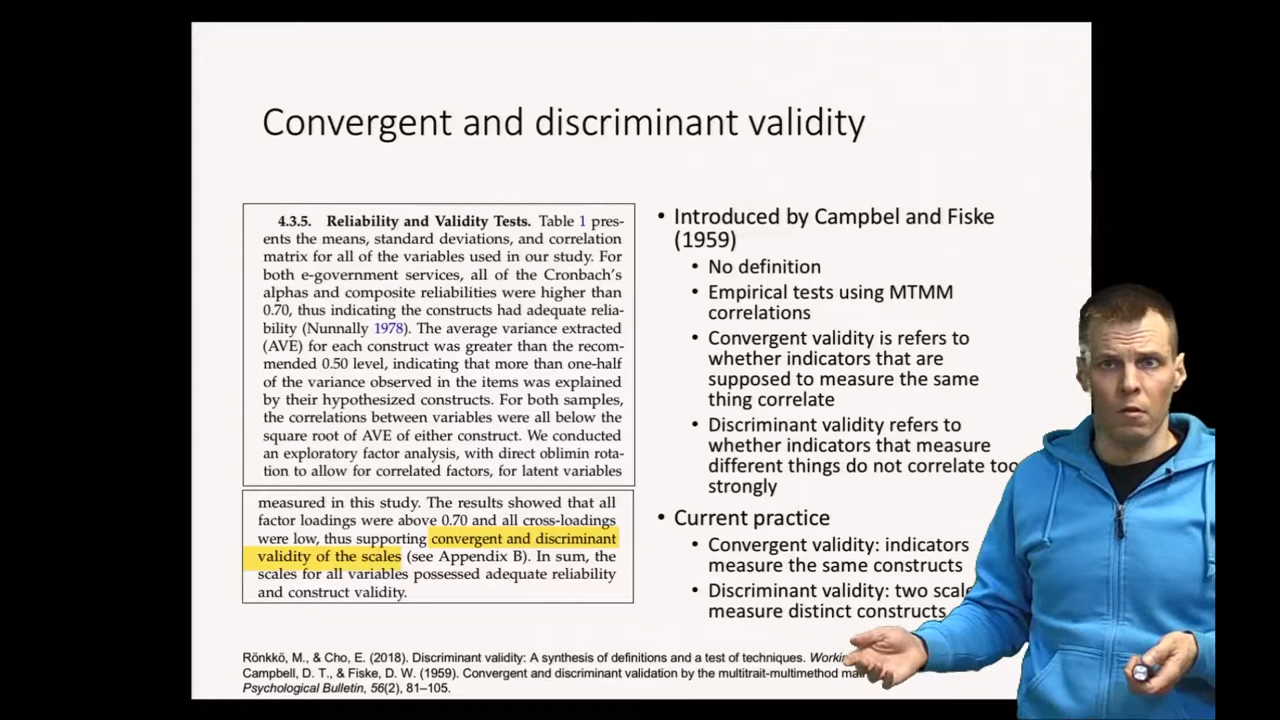 Convergent and discriminant validity
4.3.5. Reliability and Validity Tests. Table 1 pres-
ents the means, standard deviations, and correlation
matrix for all of the variables used in our study. For
both e-government services, all of the Cronbach's
alphas and composite reliabilities were higher than
0.70, thus indicating the constructs had adequate relia-
bility (Nunnally 1978). The average variance extracted
(AVE) for each construct was greater than the recom-
mended 0.50 level, indicating that more than one-half
of the variance observed in the items was explained
by their hypothesized constructs. For both samples,
the correlations between variables were all below the
square root of AVE of either construct. We conducted
an exploratory factor analysis, with direct oblimin rota-
tion to allow for correlated factors, for latent variables
measured in this study. The results showed that all
factor loadings were above 0.70 and all cross-loadings
were low, thus supporting convergent and discriminant
validity of the scales (see Appendix B). In sum, the
scales for all variables possessed adequate reliability
and construct validity.
• Introduced by Campbel and Fiske
(1959)
• No definition
• Empirical tests using MTMM
correlations
• Convergent validity is refers to
whether indicators that are
supposed to measure the same
thing correlate
• Discriminant validity refers to
whether indicators that measure
different things do not correlate too
strongly
• Current practice
• Convergent validity: indicators
measure the same constructs
• Discriminant validity: two
measure distinct constructs
Rönkkö, M., & Cho, E. (2018). Discriminant validity: A synthesis of definitions and a test of techniques.
Campbell, D. T., & Fiske, D. W. (1959). Convergent and discriminant validation by the multitrait-multimethod
Psychological Bulletin, 56(2), 81–105.